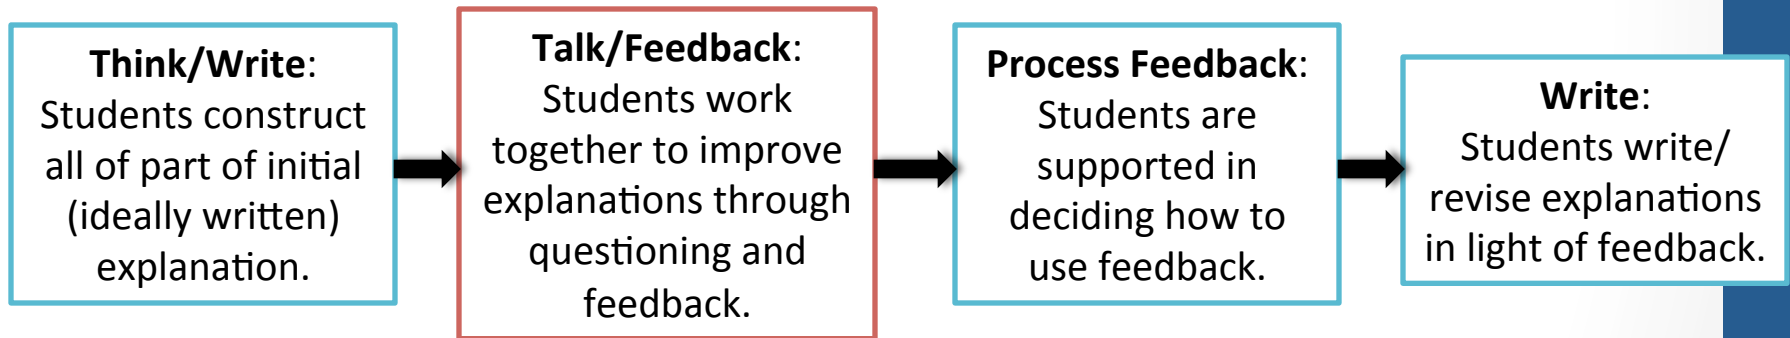 Think/Write:
Students construct
all of part of initial
(ideally written)
explanation.
Talk/Feedback:
Students work
together to improve
explanations through
questioning and
feedback.
Process Feedback:
Students are
supported in
deciding how to
use feedback.
Write:
Students write/
revise explanations
in light of feedback.